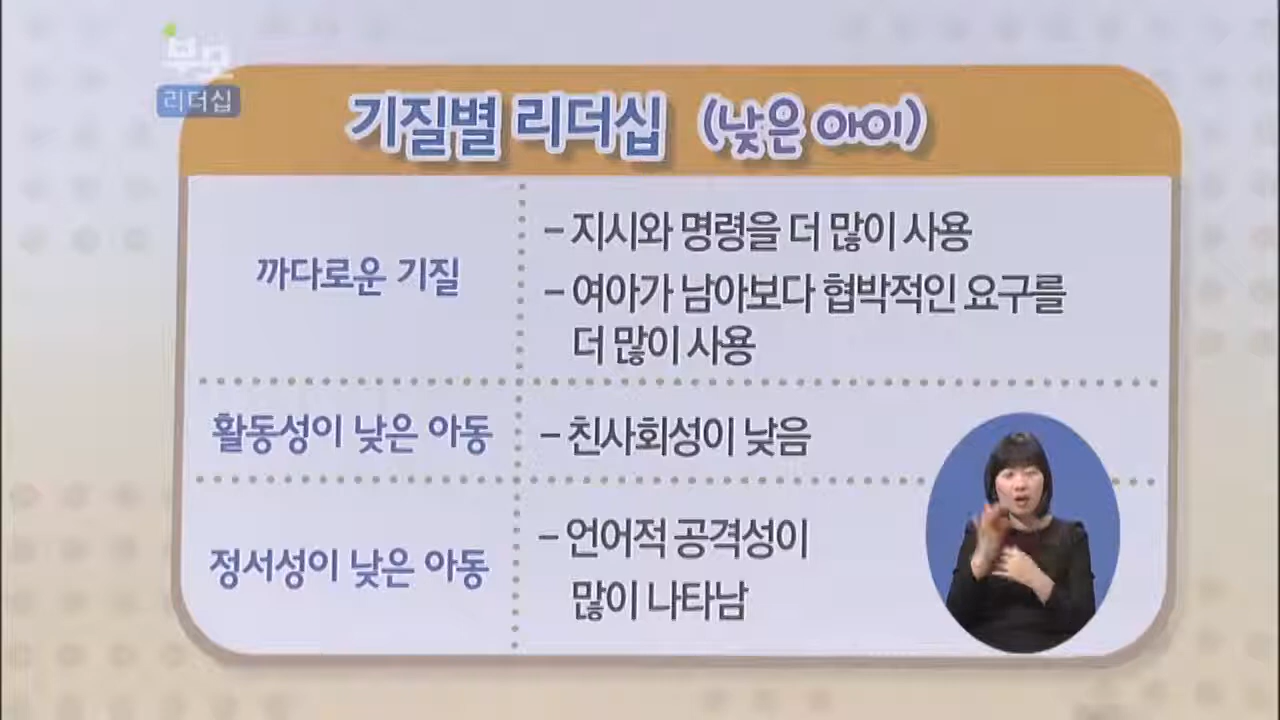 부모
리더십
기질별 리더십 (낮은 아이)
까다로운 기질
- 지시와 명령을 더 많이 사용
- 여아가 남아보다 협박적인 요구를
더 많이 사용
활동성이 낮은 아동
- 친사회성이 낮음
정서성이 낮은 아동
- 언어적 공격성이
많이 나타남